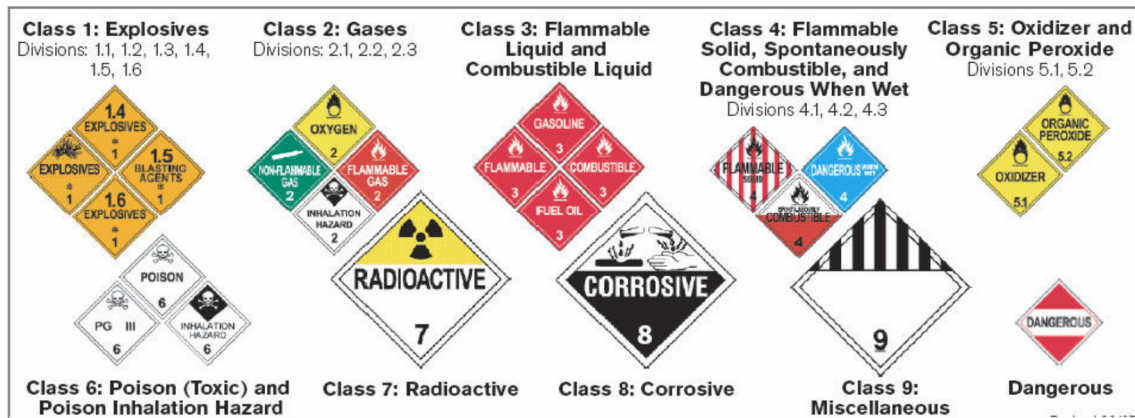 Class 1: Explosives
Divisions: 1.1, 1.2, 1.3, 1.4,
1.5, 1.6
1.4
EXPLOSIVES
*
1
EXPLOSIVES
*
1
1.5
BLASTING
AGENTS
*
1
1.6
EXPLOSIVES
*
1
Class 2: Gases
Divisions: 2.1, 2.2, 2.3
OXYGEN
2
NON-FLAMMABLE
GAS
2
FLAMMABLE
GAS
2
INHALATION
HAZARD
2
Class 3: Flammable
Liquid and
Combustible Liquid
GASOLINE
3
FLAMMABLE
3
COMBUSTIBLE
3
FUEL OIL
3
Class 4: Flammable
Solid, Spontaneously
Combustible, and
Dangerous When Wet
Divisions 4.1, 4.2, 4.3
FLAMMABLE
SOLID
4
DANGEROUS WHEN WET
4
SPONTANEOUSLY
COMBUSTIBLE
4
Class 5: Oxidizer and
Organic Peroxide
Divisions 5.1, 5.2
ORGANIC
PEROXIDE
5.2
OXIDIZER
5.1
POISON
6
PG III
6
INHALATION
HAZARD
6
Class 6: Poison (Toxic) and
Poison Inhalation Hazard
RADIOACTIVE
7
Class 7: Radioactive
CORROSIVE
8
Class 8: Corrosive
9
Class 9:
Miscellaneous
DANGEROUS
Dangerous